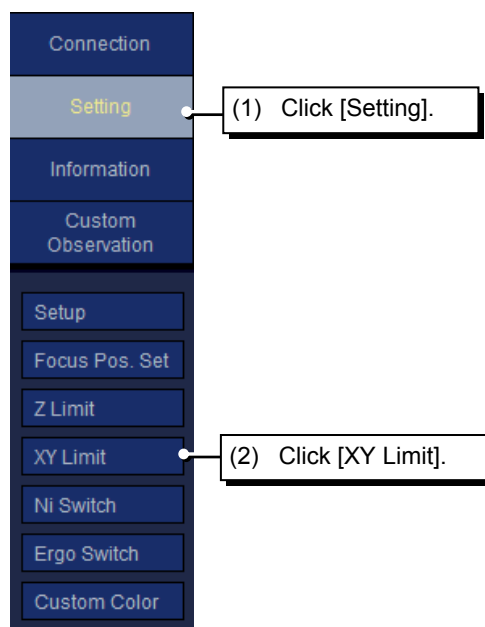 Connection
Setting
(1) Click [Setting].
Information
Custom
Observation
Setup
Focus Pos. Set
Z Limit
XY Limit
(2) Click [XY Limit].
Ni Switch
Ergo Switch
Custom Color